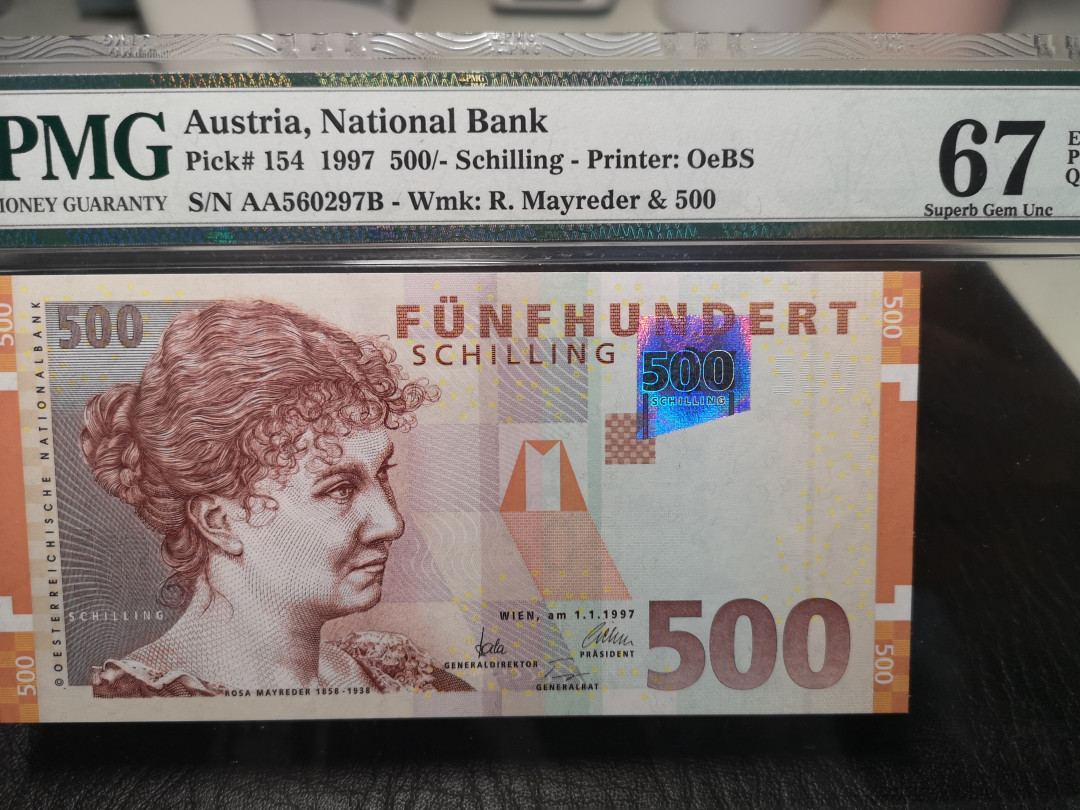 PMG
MONEY GUARANTY
Austria, National Bank
Pick# 154 1997 500/- Schilling - Printer: OeBS
S/N AA560297B - Wmk: R. Mayreder & 500
67
Superb Gem Unc
E
P
Q
500
500
500
500
© OESTERREICHISCHE NATIONALBANK
500
FÜNFHUNDERT
SCHILLING
500
SCHILLING
SCHILLING
WIEN, am 1.1.1997
GENERALDIREKTOR
PRÄSIDENT
GENERALRAT
500
ROSA MAYREDER 1858-1938